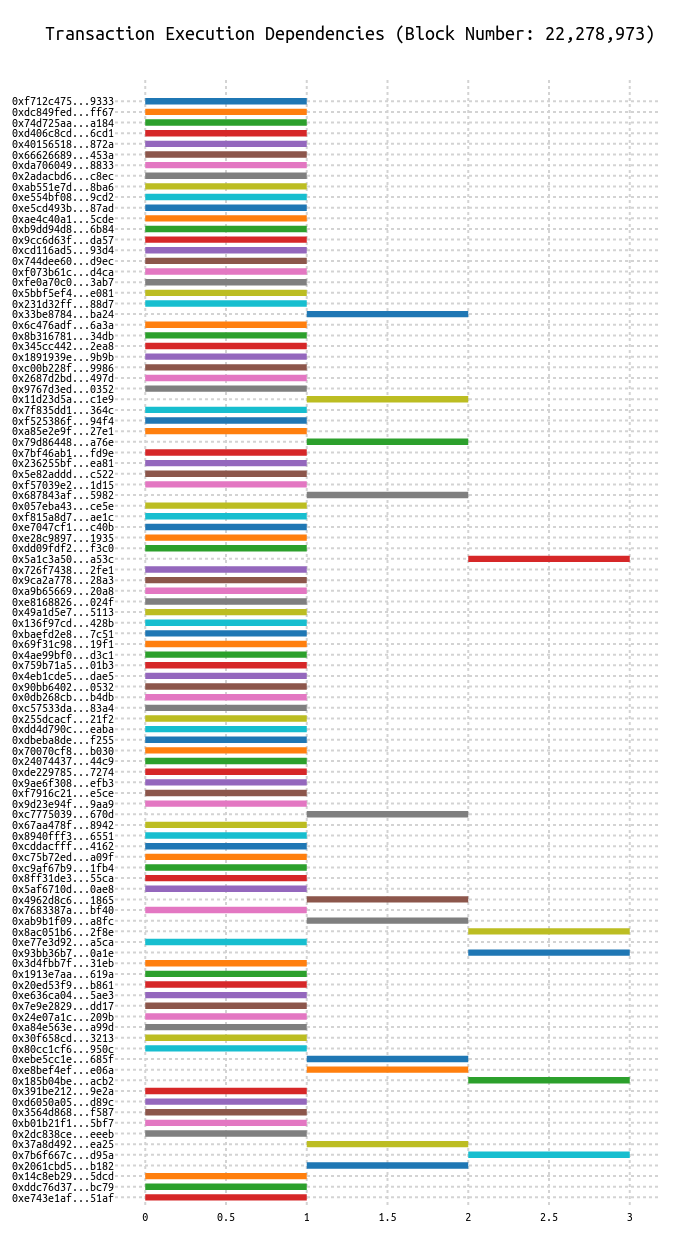 Transaction Execution Dependencies (Block Number: 22,278,973)
0xf712c475...9333
0xdc849fed...ff67
0x74d725aa...a184
0xd406c8cd...6cd1
0x40156518...872a
0x66626689...453a
0xda706049...8833
0x2adacbd6...c8ec
0xab551e7d...8ba6
0xe554bf08...9cd2
0xe5cd493b...87ad
0xae4c40a1...5cde
0xb9dd94d8...6b84
0x9cc6d63f...da57
0xcd116ad5...93d4
0x744dee60...d9ec
0xf073b61c...d4ca
0xfe0a70c0...3ab7
0x5bbf5ef4...e081
0x231d32ff...88d7
0x33be8784...ba24
0x6c476adf...6a3a
0x8b316781...34db
0x345cc442...2ea8
0x1891939e...9b9b
0xc00b228f...9986
0x2687d2bd...497d
0x9767d3ed...0352
0x11d23d5a...c1e9
0x7f835dd1...364c
0xf525386f...94f4
0xa85e2e9f...27e1
0x79d86448...a76e
0x7bf46ab1...fd9e
0x236255bf...ea81
0x5e82addd...c522
0xf57039e2...1d15
0x687843af...5982
0x057eba43...ce5e
0xf815a8d7...ae1c
0xe7047cf1...c40b
0xe28c9897...1935
0xdd09fdf2...f3c0
0x5a1c3a50...a53c
0x726f7438...2fe1
0x9ca2a778...28a3
0xa9b65669...20a8
0xe8168826...024f
0x49a1d5e7...5113
0x136f97cd...428b
0xbaefd2e8...7c51
0x69f31c98...19f1
0x4ae99bf0...d3c1
0x759b71a5...01b3
0x4eb1cde5...dae5
0x90bb6402...0532
0x0db268cb...b4db
0xc57533da...83a4
0x255dcacf...21f2
0xdd4d790c...eaba
0xdbeba8de...f255
0x70070cf8...b030
0x24074437...44c9
0xde229785...7274
0x9ae6f308...efb3
0xf7916c21...e5ce
0x9d23e94f...9aa9
0xc7775039...670d
0x67aa478f...8942
0x8940fff3...6551
0xcddacfff...4162
0xc75b72ed...a09f
0xc9af67b9...1fb4
0x8ff31de3...55ca
0x5af6710d...0ae8
0x4962d8c6...1865
0x7683387a...bf40
0xab9b1f09...a8fc
0x8ac051b6...2f8e
0xe77e3d92...a5ca
0x93bb36b7...0a1e
0x3d4fbb7f...31eb
0x1913e7aa...619a
0x20ed53f9...b861
0xe636ca04...5ae3
0x7e9e2829...dd17
0x24e07a1c...209b
0xa84e563e...a99d
0x30f658cd...3213
0x80cc1cf6...950c
0xebe5cc1e...685f
0xe8bef4ef...e06a
0x185b04be...acb2
0x391be212...9e2a
0xd6050a05...d89c
0x3564d868...f587
0xb01b21f1...5bf7
0x2dc838ce...eeeb
0x37a8d492...ea25
0x7b6f667c...d95a
0x2061cbd5...b182
0x14c8eb29...5dcd
0xddc76d37...bc79
0xe743e1af...51af
0 0.5 1 1.5 2 2.5 3